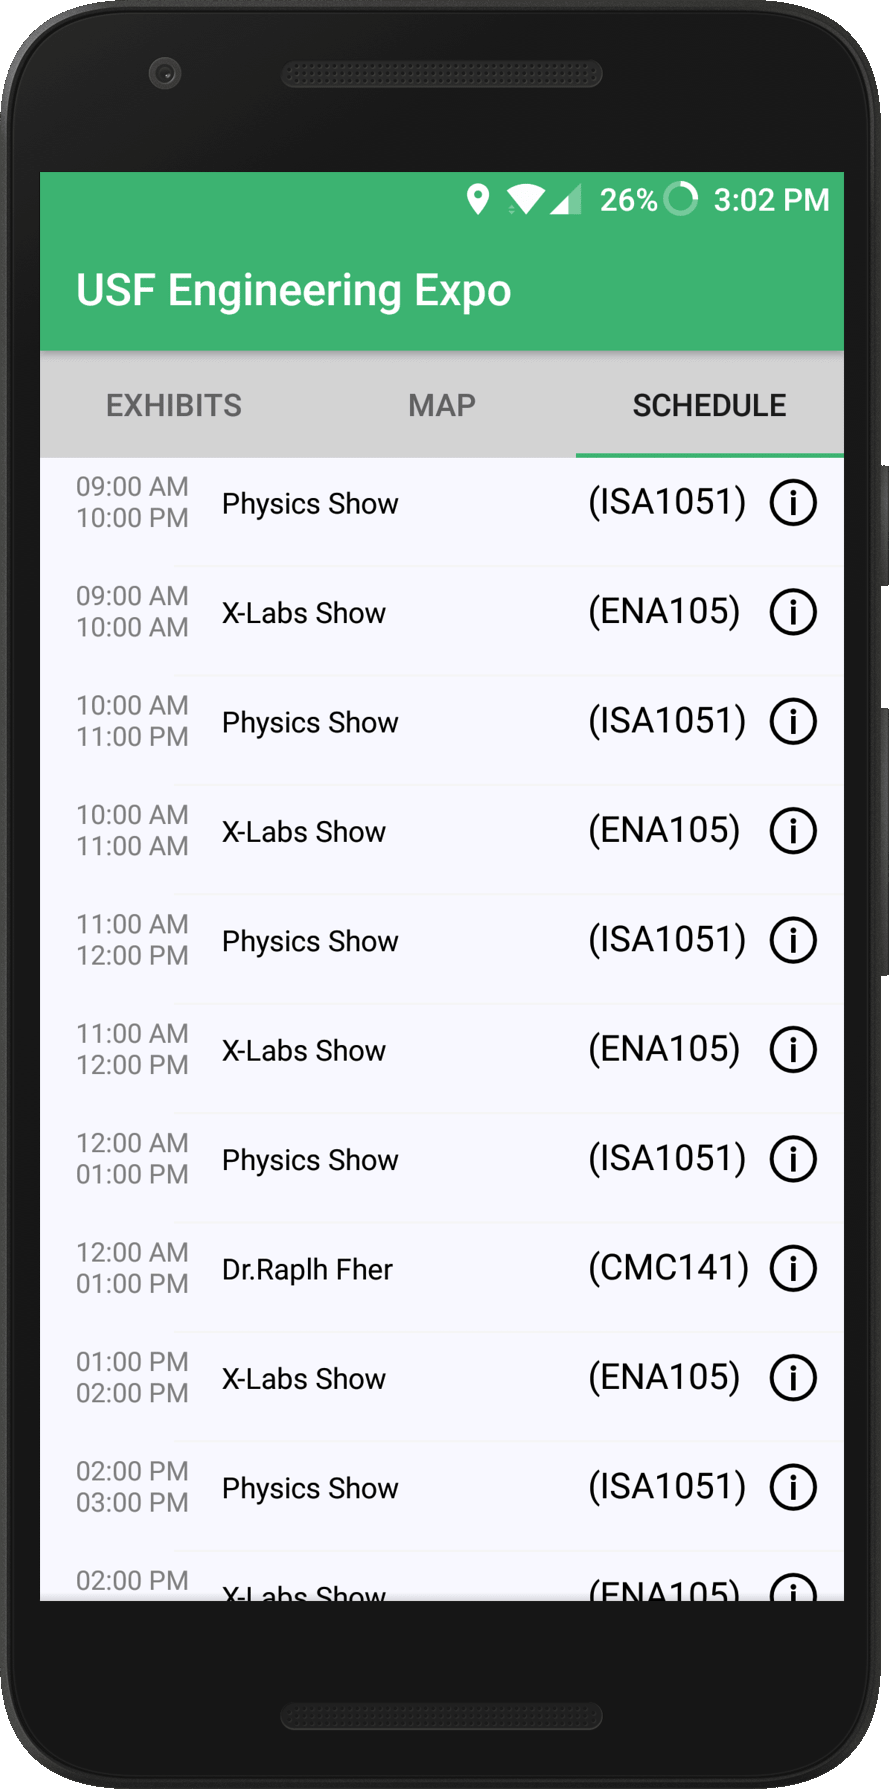 26% 3:02 PM
USF Engineering Expo
EXHIBITS MAP SCHEDULE
09:00 AM
10:00 PM
Physics Show (ISA1051)
09:00 AM
10:00 AM
X-Labs Show (ENA105)
10:00 AM
11:00 PM
Physics Show (ISA1051)
10:00 AM
11:00 AM
X-Labs Show (ENA105)
11:00 AM
12:00 PM
Physics Show (ISA1051)
11:00 AM
12:00 PM
X-Labs Show (ENA105)
12:00 AM
01:00 PM
Physics Show (ISA1051)
12:00 AM
01:00 PM
Dr.Raplh Fher (CMC141)
01:00 PM
02:00 PM
X-Labs Show (ENA105)
02:00 PM
03:00 PM
Physics Show (ISA1051)
02:00 PM
X-Labs Show (ENA105)